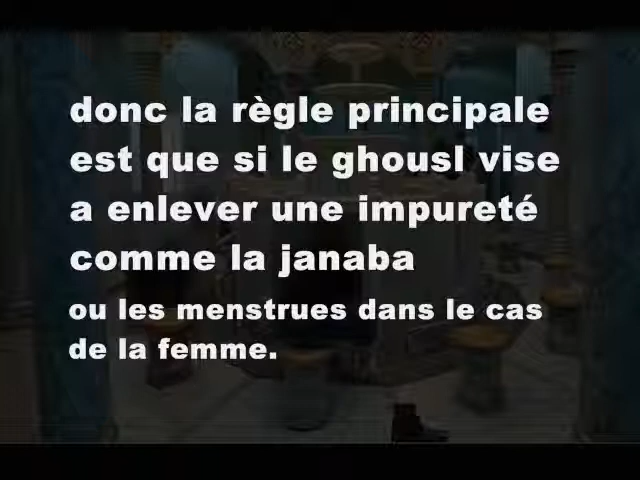 donc la règle principale
est que si le ghousl vise
a enlever une impureté
comme la janaba
ou les menstrues dans le cas
de la femme.